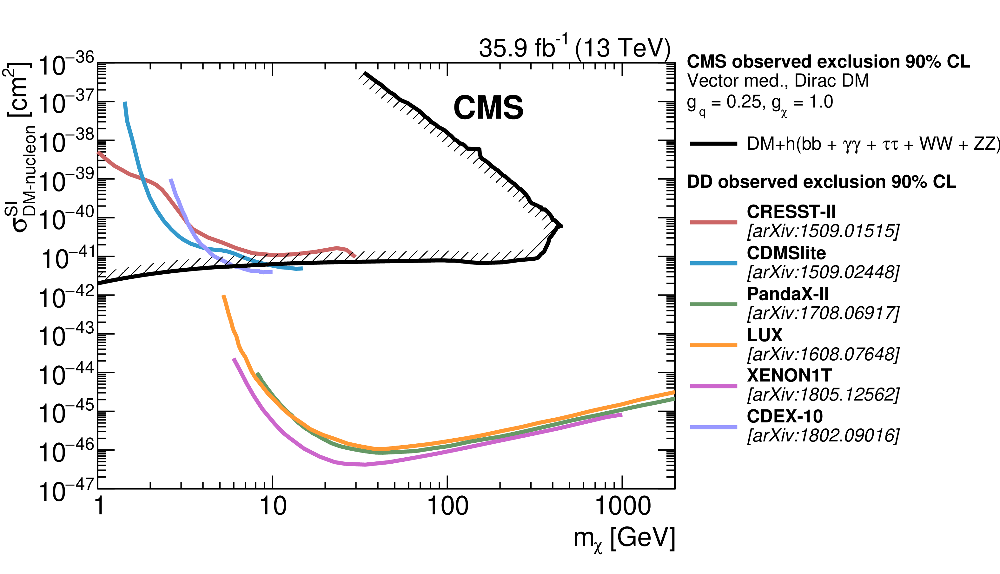 35.9 fb⁻¹ (13 TeV)
σ^SI_DM-nucleon [cm²]
10⁻³⁶
10⁻³⁷
10⁻³⁸
10⁻³⁹
10⁻⁴⁰
10⁻⁴¹
10⁻⁴²
10⁻⁴³
10⁻⁴⁴
10⁻⁴⁵
10⁻⁴⁶
10⁻⁴⁷
CMS
1 10 100 1000
m_χ [GeV]
CMS observed exclusion 90% CL
Vector med., Dirac DM
g_q = 0.25, g_χ = 1.0
DM+h(bb + γγ + ττ + WW + ZZ)
DD observed exclusion 90% CL
CRESST-II
[arXiv:1509.01515]
CDMSlite
[arXiv:1509.02448]
PandaX-II
[arXiv:1708.06917]
LUX
[arXiv:1608.07648]
XENON1T
[arXiv:1805.12562]
CDEX-10
[arXiv:1802.09016]